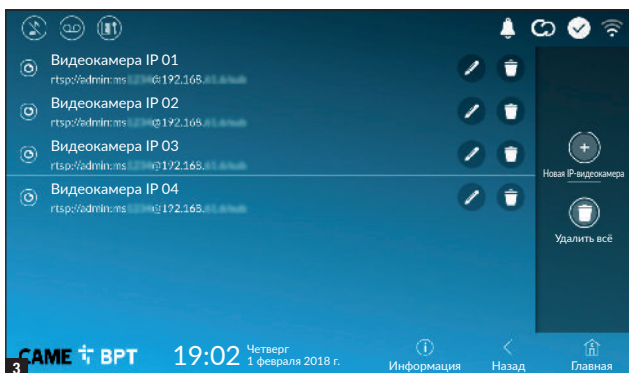 Видеокамера IP 01
rtsp://admin:ms @192.168.
Видеокамера IP 02
rtsp://admin:ms @192.168.
Видеокамера IP 03
rtsp://admin:ms @192.168.
Видеокамера IP 04
rtsp://admin:ms @192.168.
Новая IP-видеокамера
Удалить всё
CAME BPT
19:02
Четверг
1 февраля 2018 г.
Информация
Назад
Главная
3